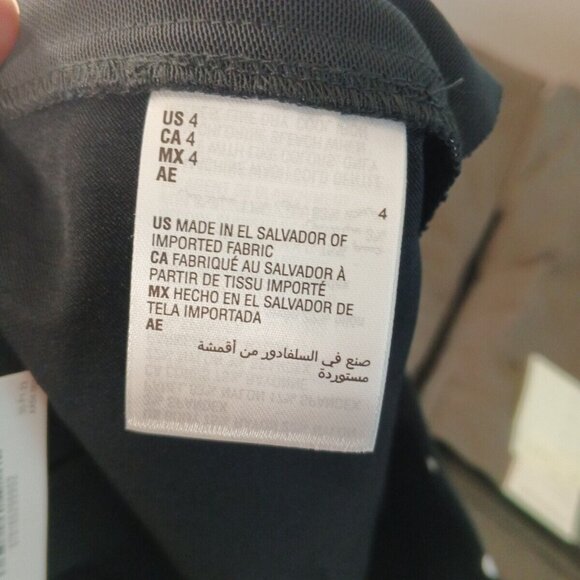 US 4
CA 4
MX 4
AE
4
US MADE IN EL SALVADOR OF
IMPORTED FABRIC
CA FABRIQUÉ AU SALVADOR À
PARTIR DE TISSU IMPORTÉ
MX HECHO EN EL SALVADOR DE
TELA IMPORTADA
AE
صنع في السلفادور من أقمشة
مستوردة